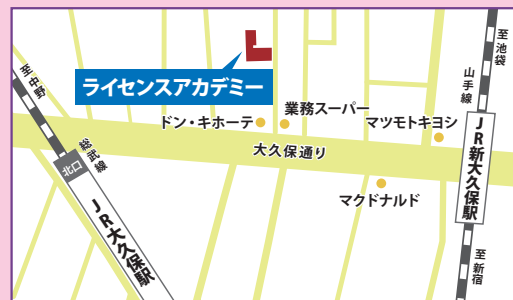 至池袋
山手線
至中野
ライセンスアカデミー
業務スーパー
ドン・キホーテ
マツモトキヨシ
総武線
大久保通り
北口
JR新大久保駅
マクドナルド
JR大久保駅
至新宿